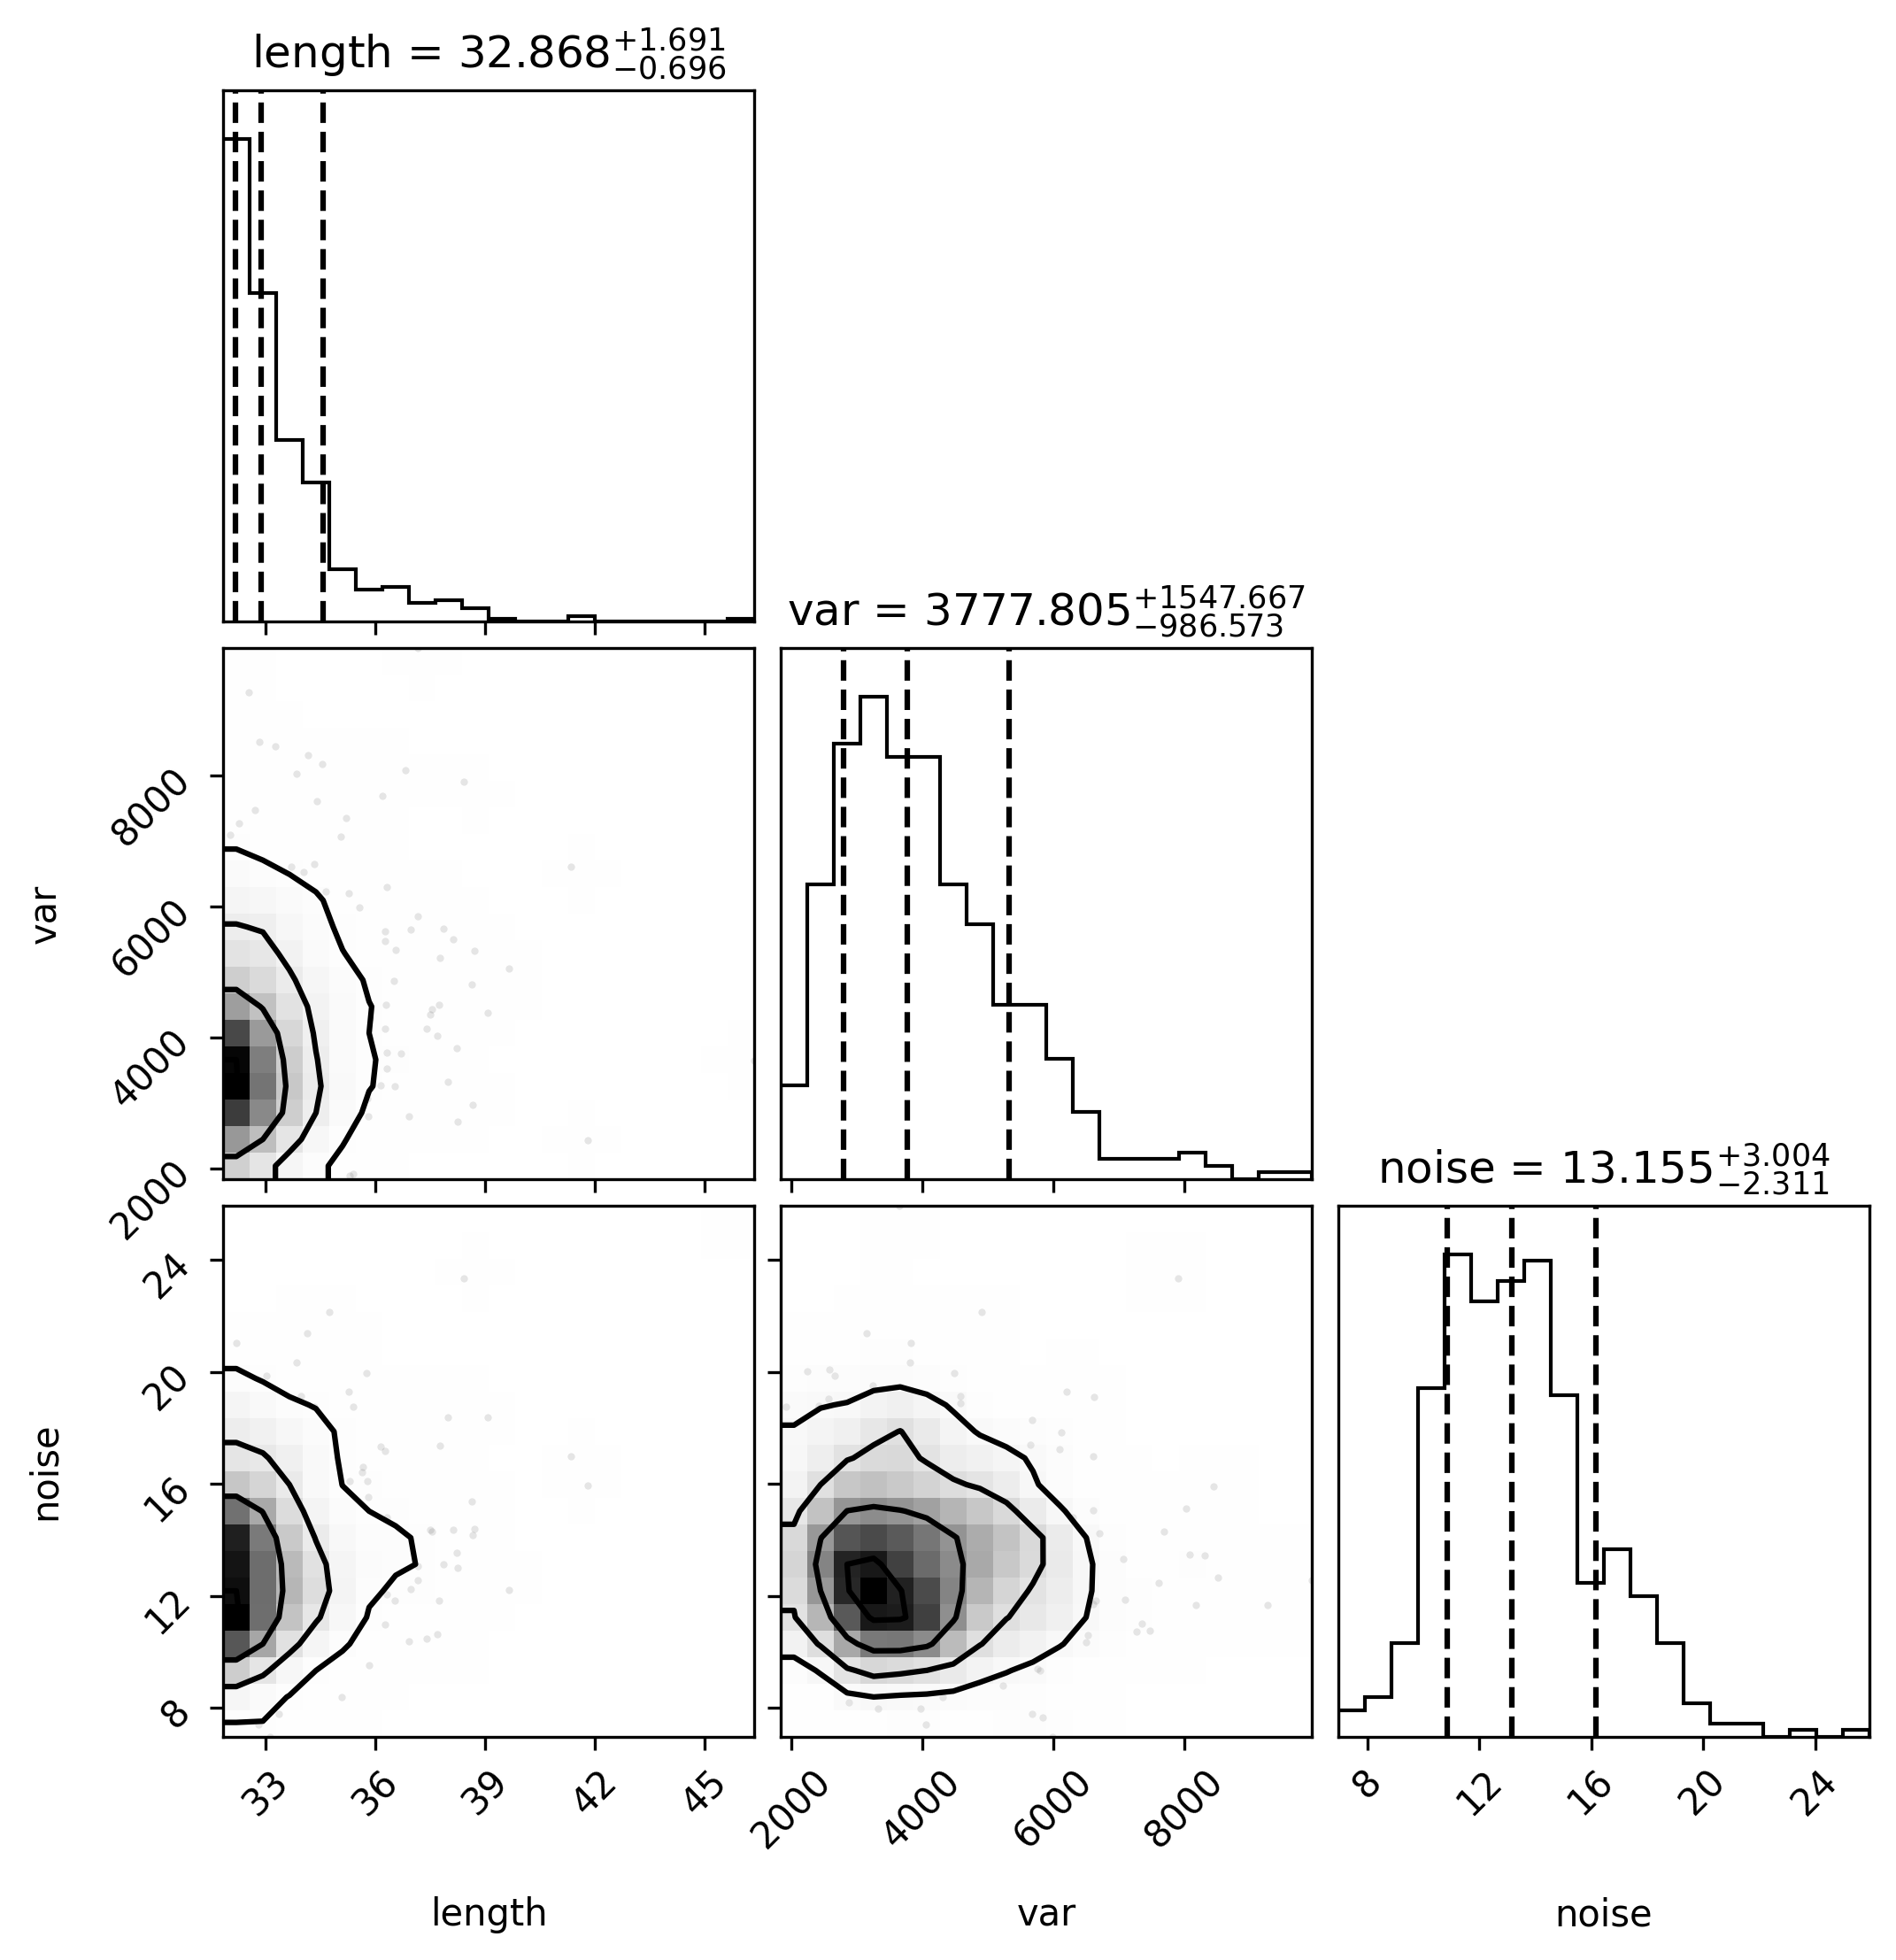 length = 32.868 +1.691 −0.696
var = 3777.805 +1547.667 −986.573
8000
6000
4000
2000
var
noise = 13.155 +3.004 −2.311
24
20
16
12
8
noise
33 36 39 42 45
2000 4000 6000 8000
8 12 16 20 24
length var noise